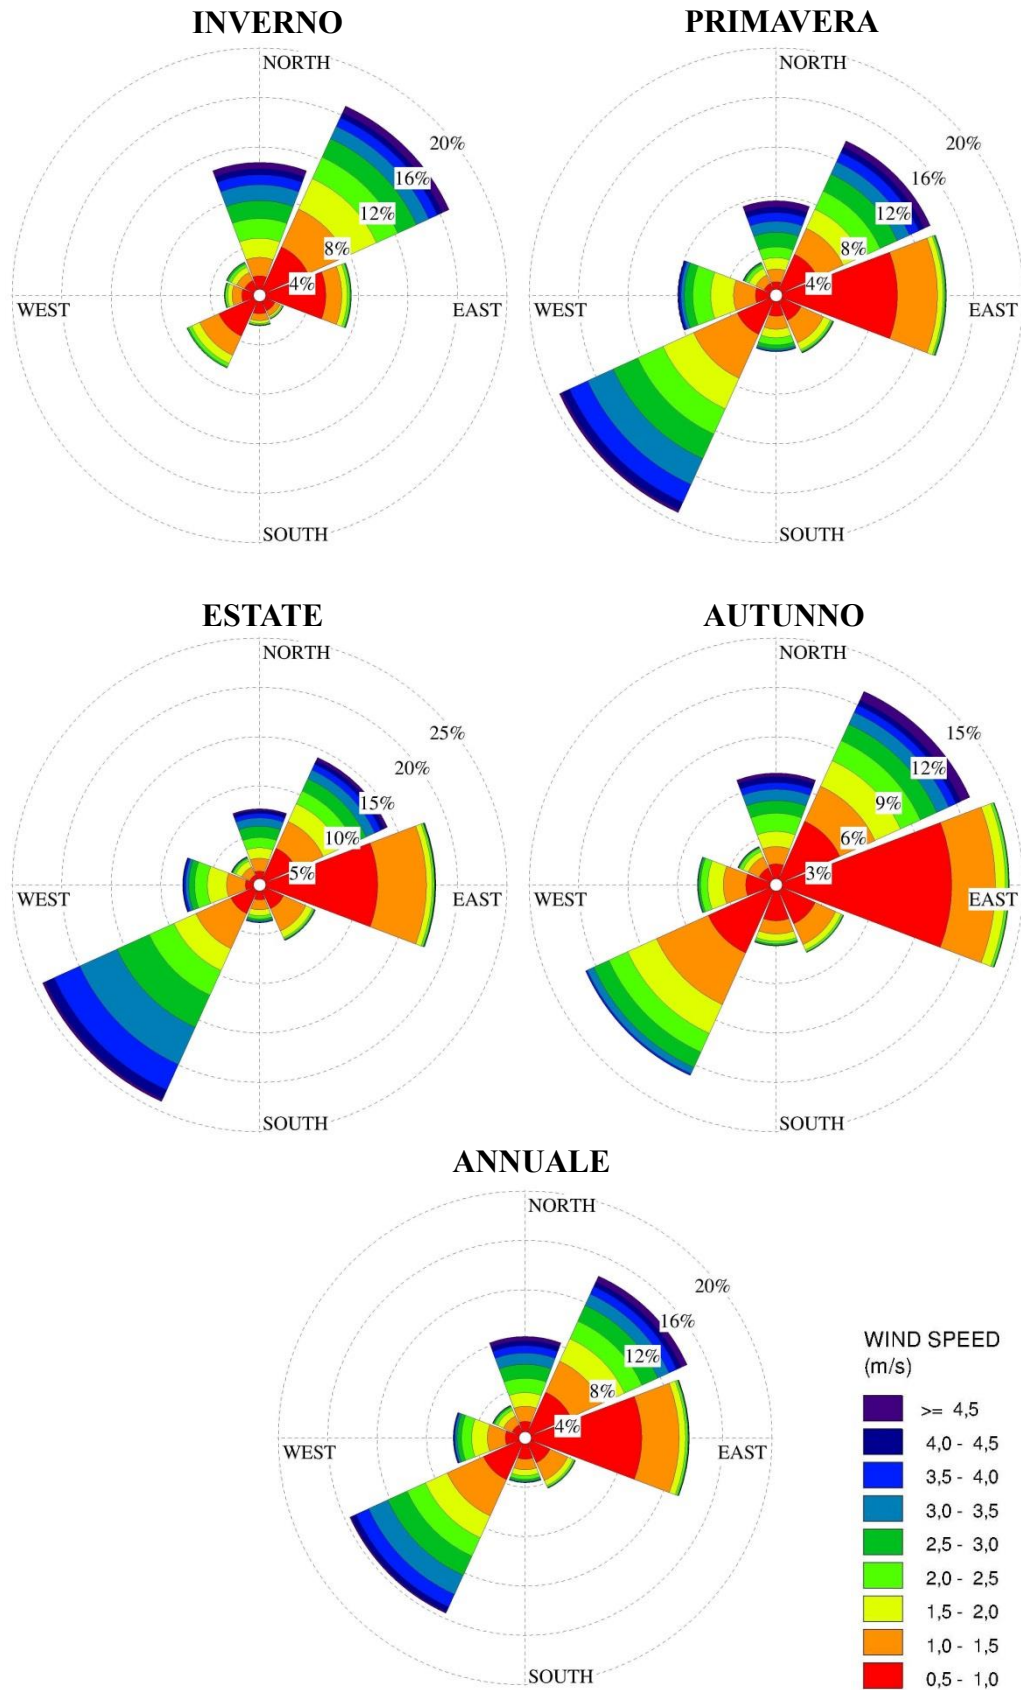 INVERNO
NORTH
20%
16%
12%
8%
4%
WEST
EAST
SOUTH
PRIMAVERA
NORTH
20%
16%
12%
8%
4%
WEST
EAST
SOUTH
ESTATE
NORTH
25%
20%
15%
10%
5%
WEST
EAST
SOUTH
AUTUNNO
NORTH
15%
12%
9%
6%
3%
WEST
EAST
SOUTH
ANNUALE
NORTH
20%
16%
12%
8%
4%
WEST
EAST
SOUTH
WIND SPEED
(m/s)
>= 4,5
4,0 - 4,5
3,5 - 4,0
3,0 - 3,5
2,5 - 3,0
2,0 - 2,5
1,5 - 2,0
1,0 - 1,5
0,5 - 1,0